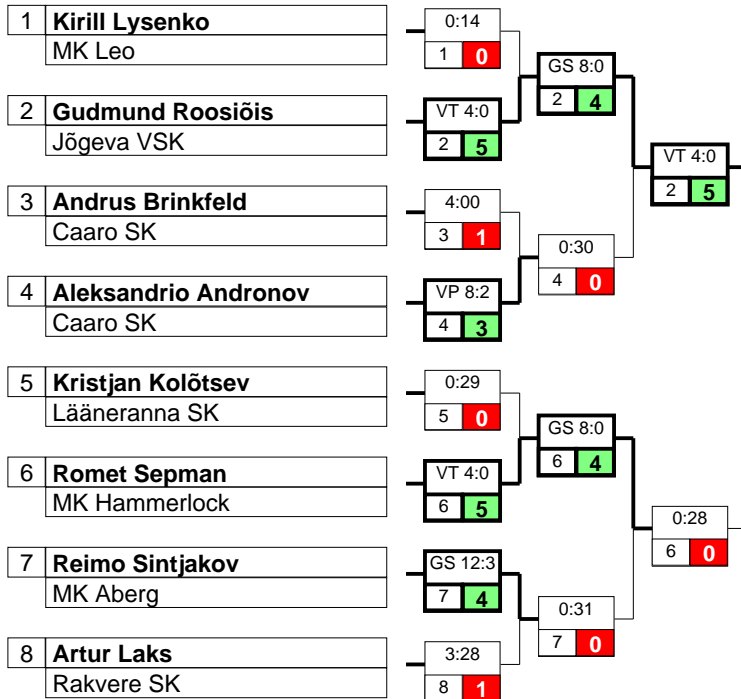 1 Kirill Lysenko
MK Leo
2 Gudmund Roosiõis
Jõgeva VSK
3 Andrus Brinkfeld
Caaro SK
4 Aleksandrio Andronov
Caaro SK
5 Kristjan Kolõtsev
Lääneranna SK
6 Romet Sepman
MK Hammerlock
7 Reimo Sintjakov
MK Aberg
8 Artur Laks
Rakvere SK
0:14
1 0
VT 4:0
2 5
4:00
3 1
VP 8:2
4 3
0:29
5 0
VT 4:0
6 5
GS 12:3
7 4
3:28
8 1
GS 8:0
2 4
0:30
4 0
GS 8:0
6 4
0:31
7 0
VT 4:0
2 5
0:28
6 0